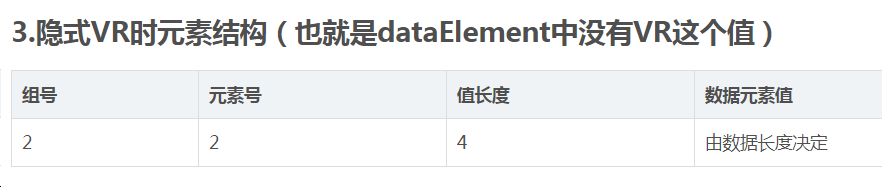 3.隐式VR时元素结构（也就是dataElement中没有VR这个值）
组号 元素号 值长度 数据元素值
2 2 4 由数据长度决定